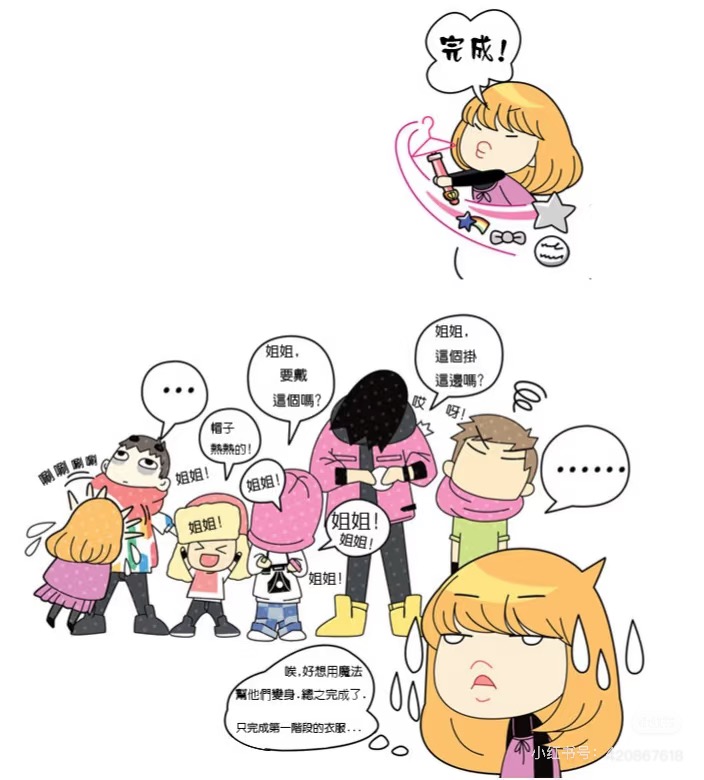 完成!
姐姐,
這個掛
這邊嗎?
姐姐,
要戴
這個嗎?
哎
呀!
•••
帽子
熱熱的!
唰唰唰唰
姐姐!
姐姐!
姐姐!
姐姐!
姐姐!
姐姐!
••••••
唉,好想用魔法
幫他們變身.總之完成了.
只完成第一階段的衣服...
小红书号:420667618